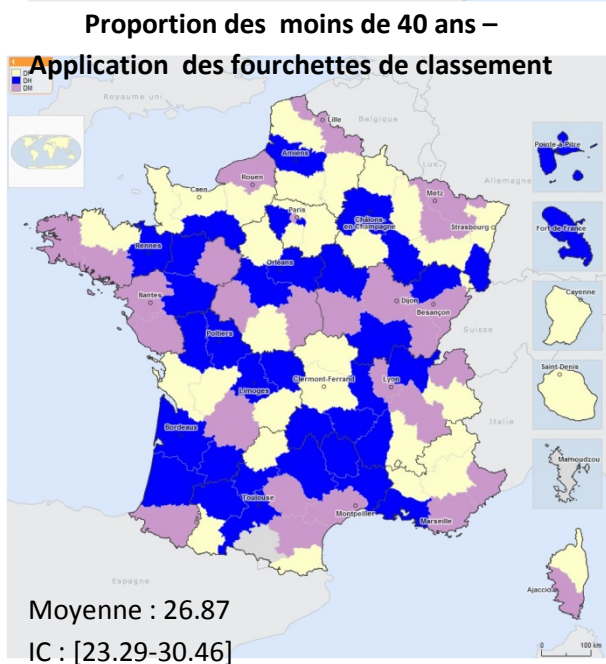 Proportion des moins de 40 ans –
Application des fourchettes de classement
DH
DM
Royaume uni
Lille
Belgique
Amiens
Lux.
Allemagne
Rouen
Caen
Metz
Paris
Châlons
en-Champagne
Strasbourg
Rennes
Orléans
Nantes
Dijon
Besançon
Suisse
Poitiers
Limoges
Clermont-Ferrand
Lyon
Italie
Bordeaux
Toulouse
Montpellier
Marseille
Espagne
Ajaccio
Pointe-à-Pitre
Fort-de-France
Cayenne
Saint-Denis
Mamoudzou
0 100 km
Moyenne : 26.87
IC : [23.29-30.46]